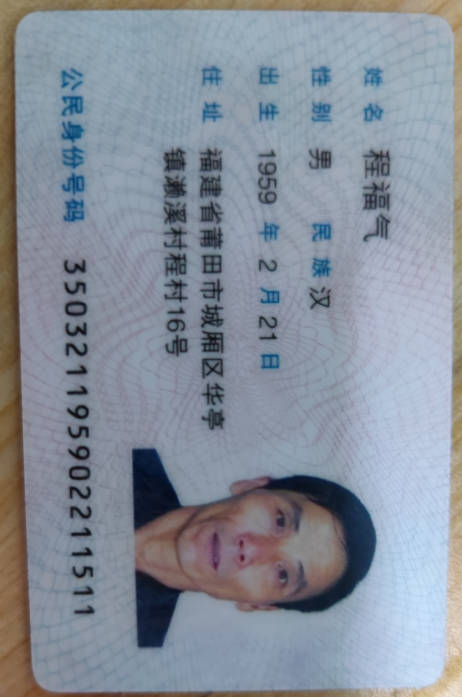 姓名 程福气
性别 男 民族 汉
出生 1959 年 2 月 21 日
住址 福建省莆田市城厢区华亭
镇濑溪村程村16号
公民身份号码 350321195902211511